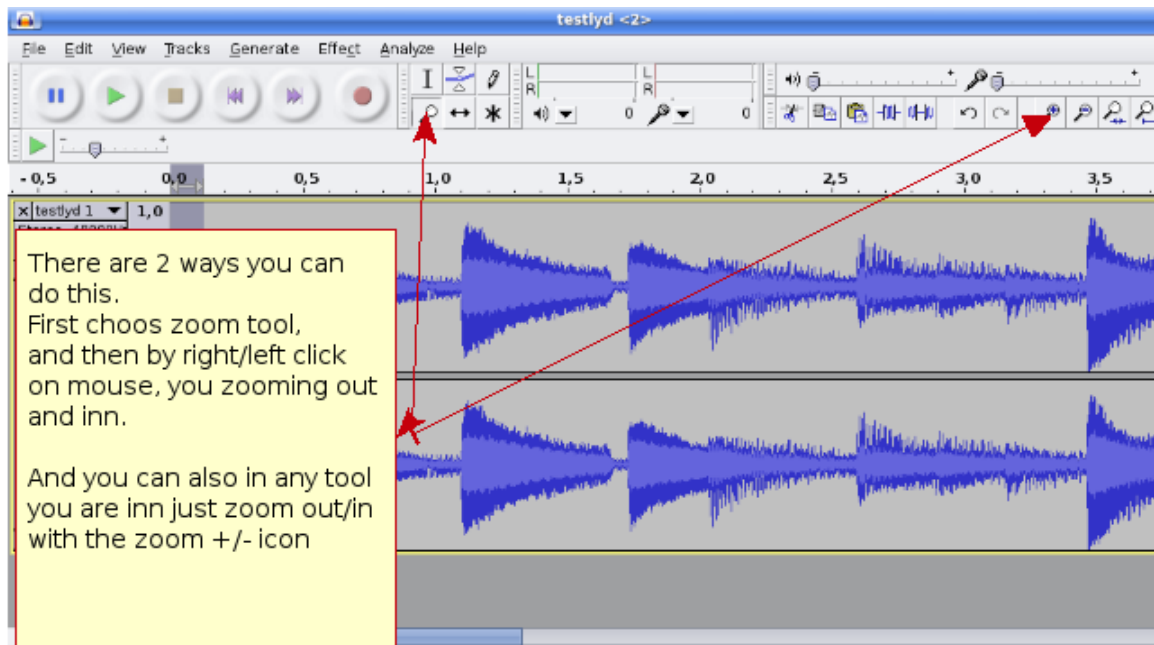 testlyd <2>
File Edit View Tracks Generate Effect Analyze Help
L
R
L
R
0
0
- 0,5 0,0 0,5 1,0 1,5 2,0 2,5 3,0 3,5
x testlyd 1 1,0
There are 2 ways you can
do this.
First choos zoom tool,
and then by right/left click
on mouse, you zooming out
and inn.
And you can also in any tool
you are inn just zoom out/in
with the zoom +/- icon